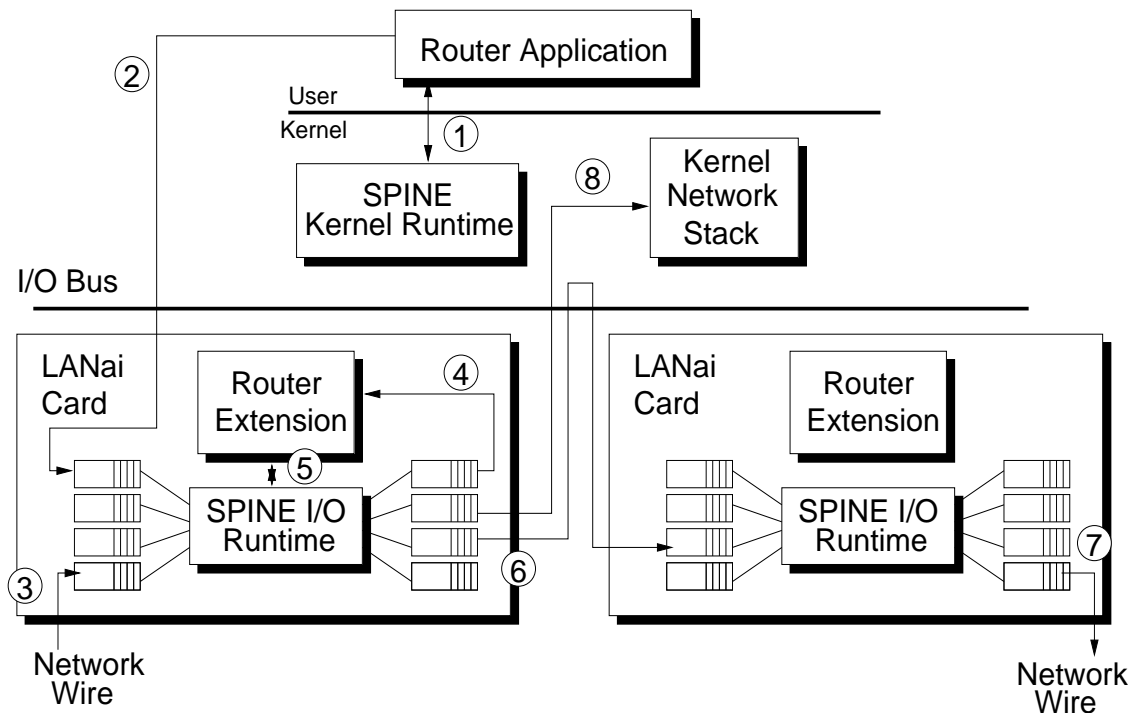 Router Application
2
User
Kernel
1
SPINE
Kernel Runtime
8
Kernel
Network
Stack
I/O Bus
LANai
Card
Router
Extension
4
5
SPINE I/O
Runtime
3
6
Network
Wire
LANai
Card
Router
Extension
SPINE I/O
Runtime
7
Network
Wire